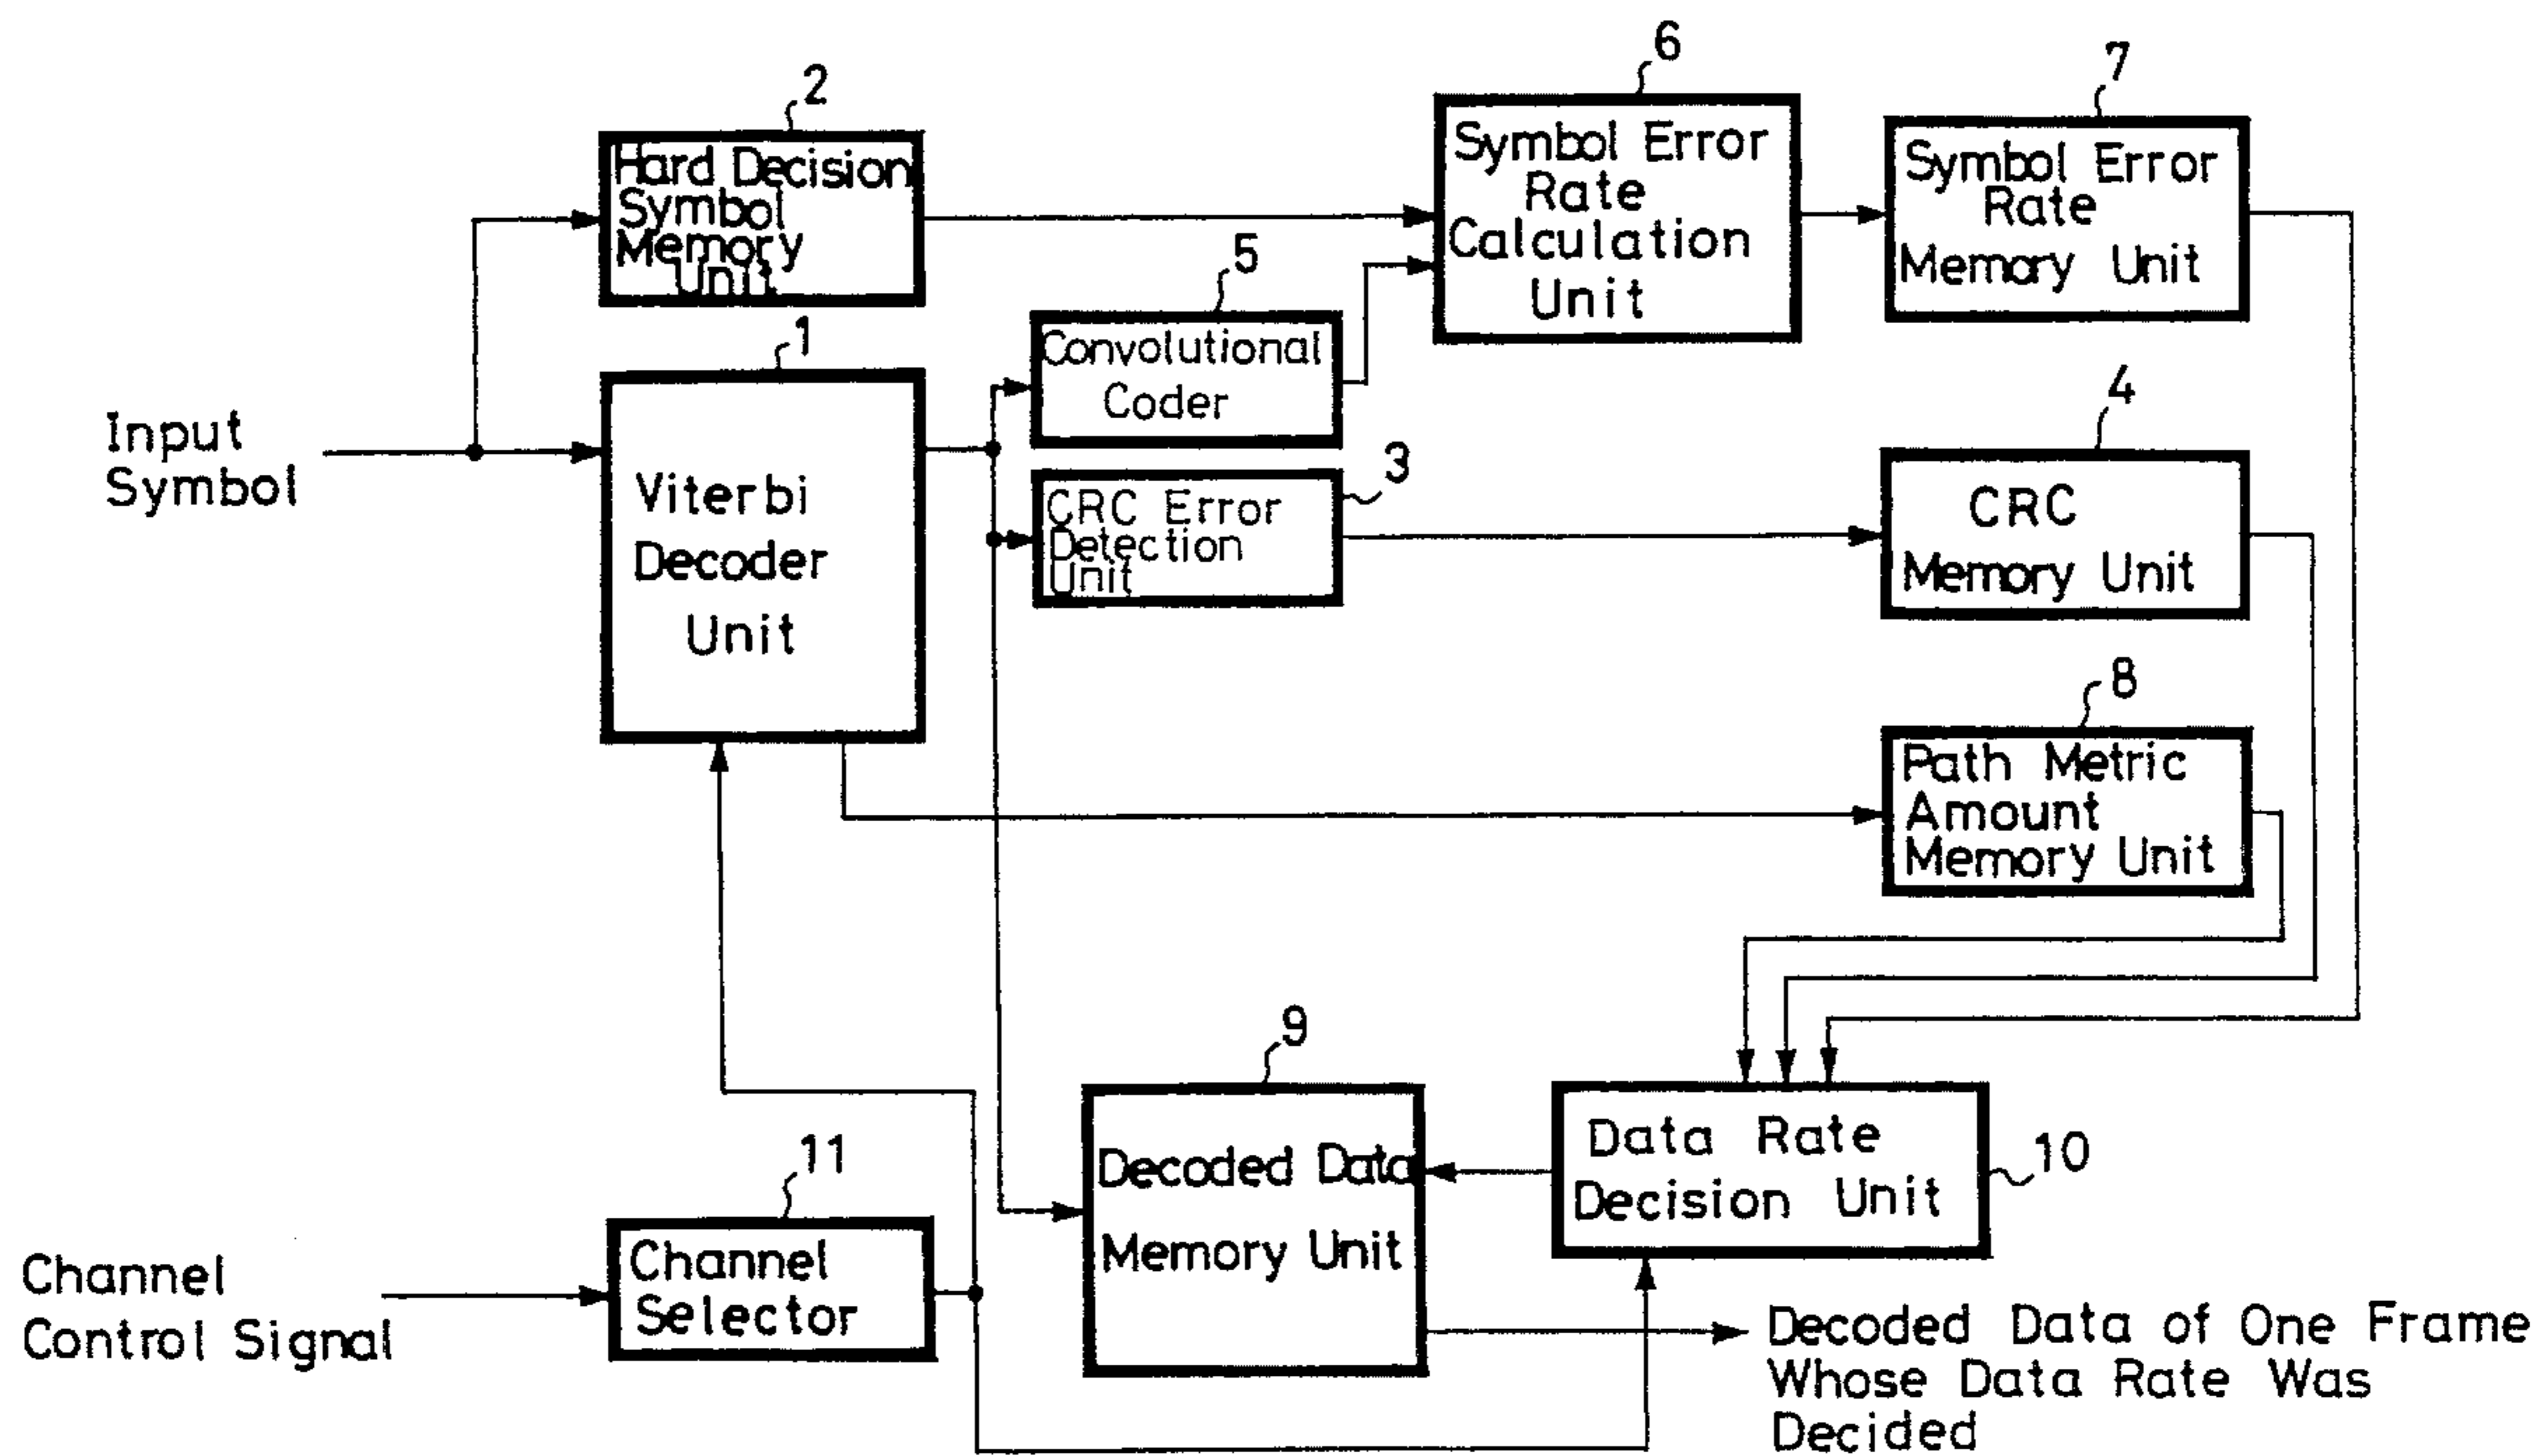 6
7
2
Hard Decision
Symbol
Memory
Unit
Symbol Error
Rate
Calculation
Unit
Symbol Error
Rate
Memory Unit
5
Convolutional
Coder
1
Viterbi
Decoder
Unit
Input
Symbol
3
CRC Error
Detection
Unit
4
CRC
Memory Unit
8
Path Metric
Amount
Memory Unit
9
Decoded Data
Memory Unit
Data Rate
Decision Unit
10
11
Channel
Selector
Channel
Control Signal
Decoded Data of One Frame
Whose Data Rate Was
Decided